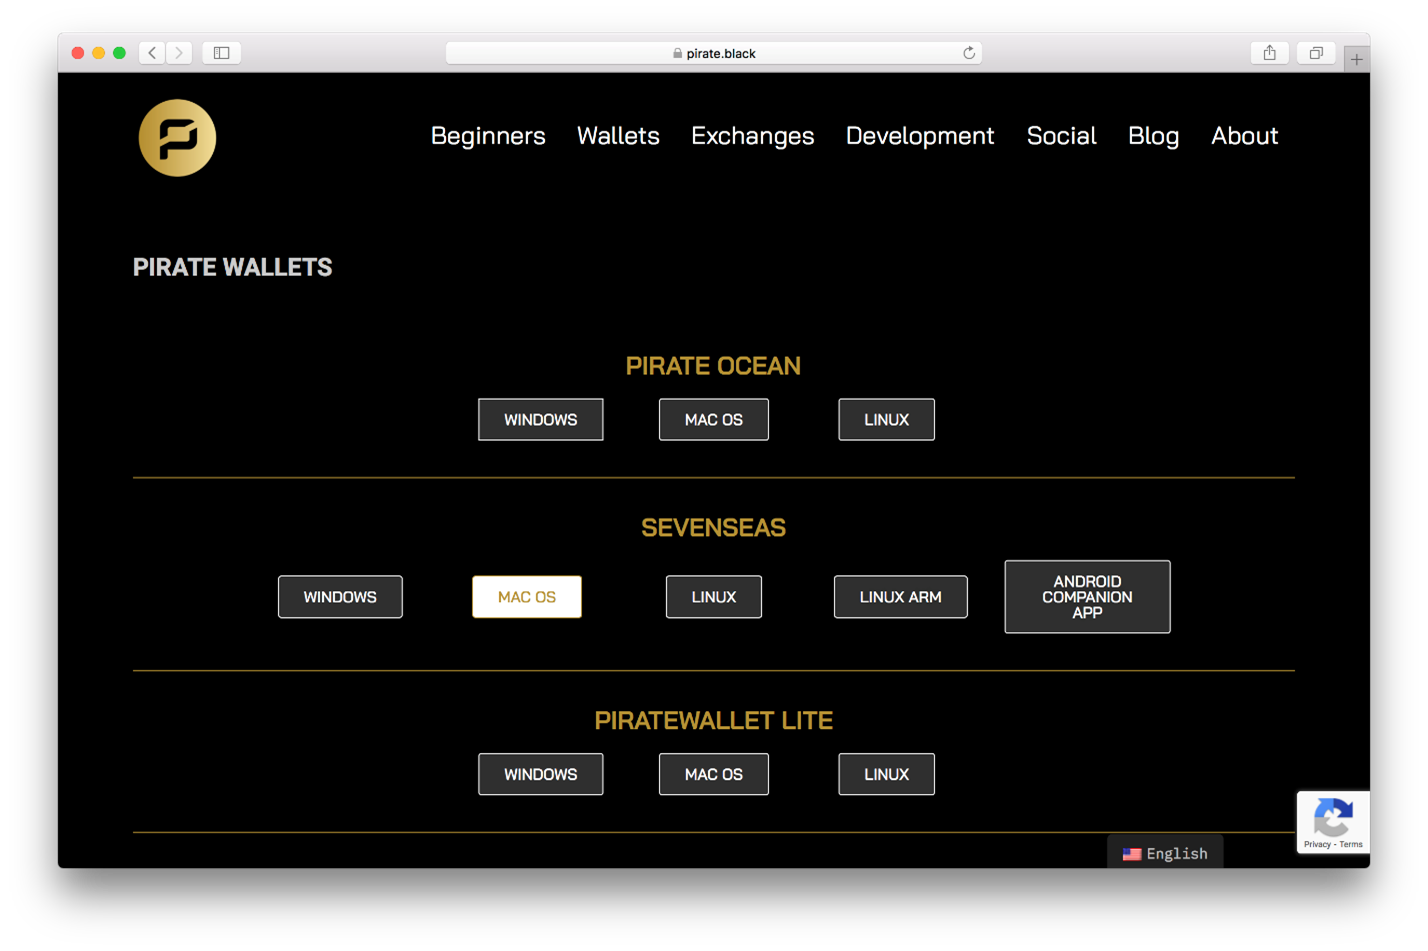 pirate.black
Beginners Wallets Exchanges Development Social Blog About
PIRATE WALLETS
PIRATE OCEAN
WINDOWS MAC OS LINUX
SEVENSEAS
WINDOWS MAC OS LINUX LINUX ARM ANDROID
COMPANION
APP
PIRATEWALLET LITE
WINDOWS MAC OS LINUX
Privacy - Terms
English